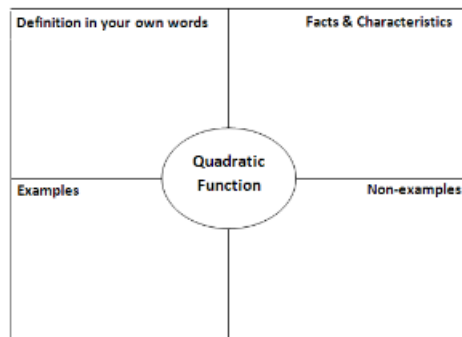 Definition in your own words
Facts & Characteristics
Quadratic
Function
Examples
Non-examples